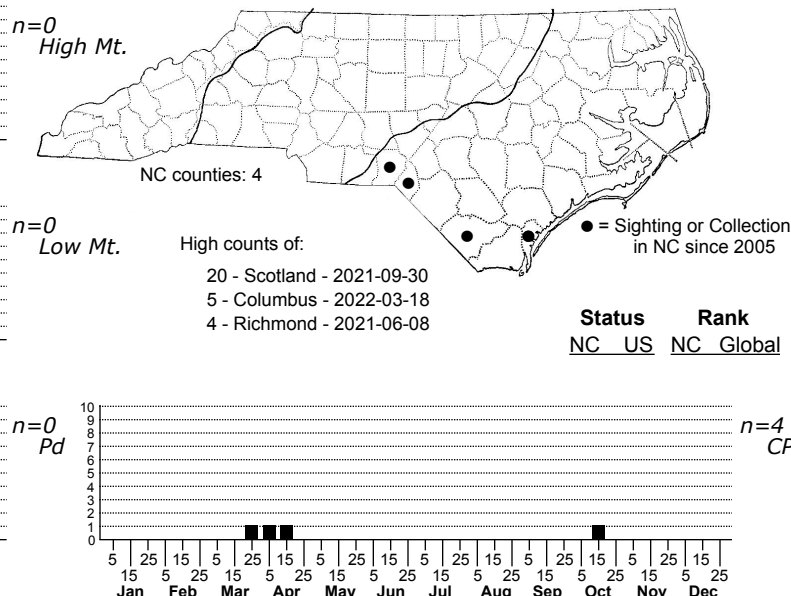 n=0
High Mt.
NC counties: 4
n=0
Low Mt.
High counts of:
20 - Scotland - 2021-09-30
5 - Columbus - 2022-03-18
4 - Richmond - 2021-06-08
● = Sighting or Collection
in NC since 2005
Status Rank
NC US NC Global
n=0
Pd
n=4
CP
10
9
8
7
6
5
4
3
2
1
0
5 25 15 5 25 15 5 25 15 5 25 15 5 25 15 5 25 15
15 5 25 15 5 25 15 5 25 15 5 25 15 5 25 15 5 25
Jan Feb Mar Apr May Jun Jul Aug Sep Oct Nov Dec